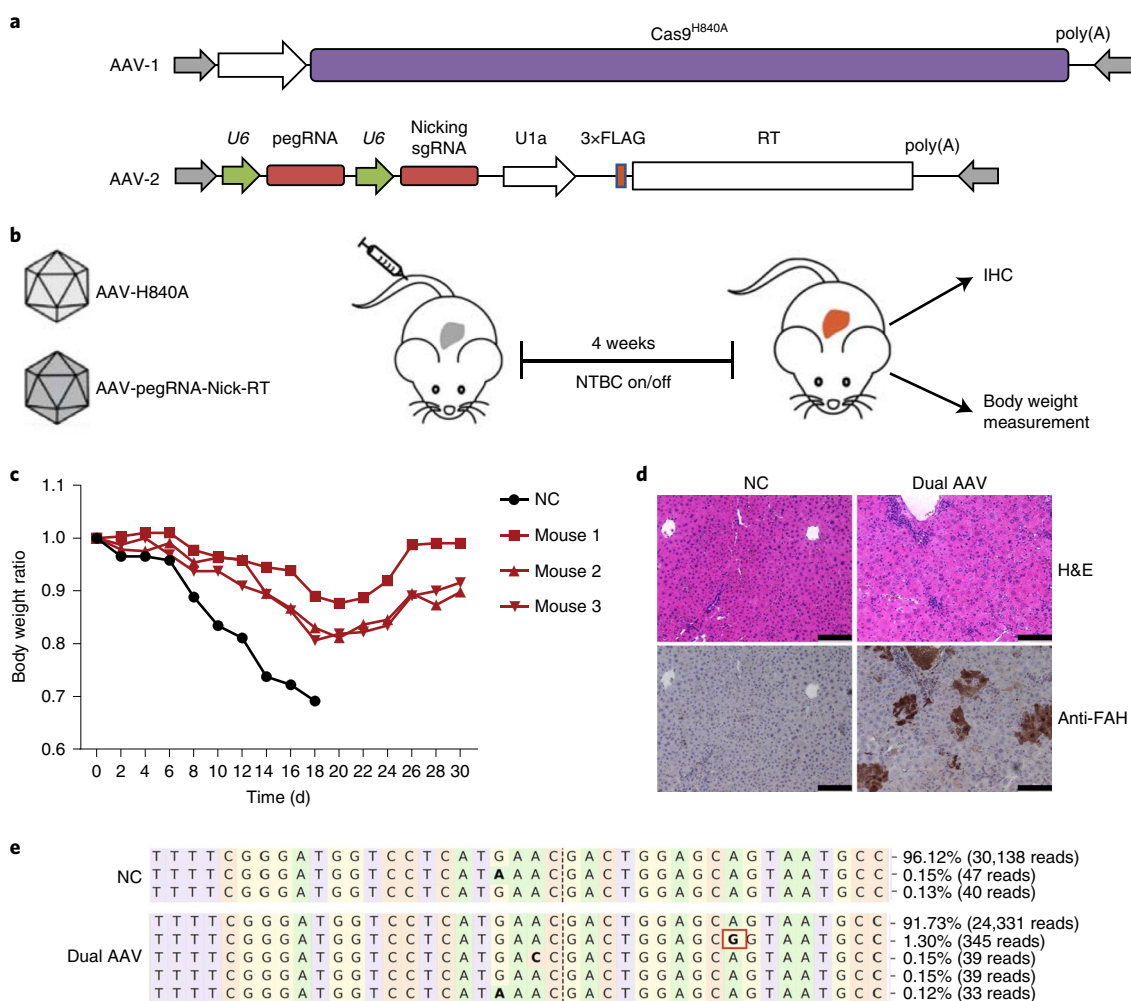 a
Cas9^H840A
poly(A)
AAV-1
U6 pegRNA U6 Nicking sgRNA U1a 3×FLAG RT poly(A)
AAV-2
b
AAV-H840A
AAV-pegRNA-Nick-RT
4 weeks
NTBC on/off
IHC
Body weight
measurement
c
Body weight ratio
1.1
1.0
0.9
0.8
0.7
0.6
0 2 4 6 8 10 12 14 16 18 20 22 24 26 28 30
Time (d)
NC
Mouse 1
Mouse 2
Mouse 3
d
NC Dual AAV
H&E
Anti-FAH
e
NC
T T T T C G G G A T G G T C C T C A T G A A C G A C T G G A G C A G T A A T G C C 96.12% (30,138 reads)
T T T T C G G G A T G G T C C T C A T A A A C G A C T G G A G C A G T A A T G C C 0.15% (47 reads)
T T T T C G G G A T G G T C C T C A T G A A C G A C T G G A G C A G T A A T G C C 0.13% (40 reads)
Dual AAV
T T T T C G G G A T G G T C C T C A T G A A C G A C T G G A G C A G T A A T G C C 91.73% (24,331 reads)
T T T T C G G G A T G G T C C T C A T G A A C G A C T G G A G C G G T A A T G C C 1.30% (345 reads)
T T T T C G G G A T G G T C C T C A T G A C C G A C T G G A G C A G T A A T G C C 0.15% (39 reads)
T T T T C G G G A T G G T C C T C A T G A A C G A C T G G A G C A G T A A T G C C 0.15% (39 reads)
T T T T C G G G A T G G T C C T C A T A A A C G A C T G G A G C A G T A A T G C C 0.12% (33 reads)